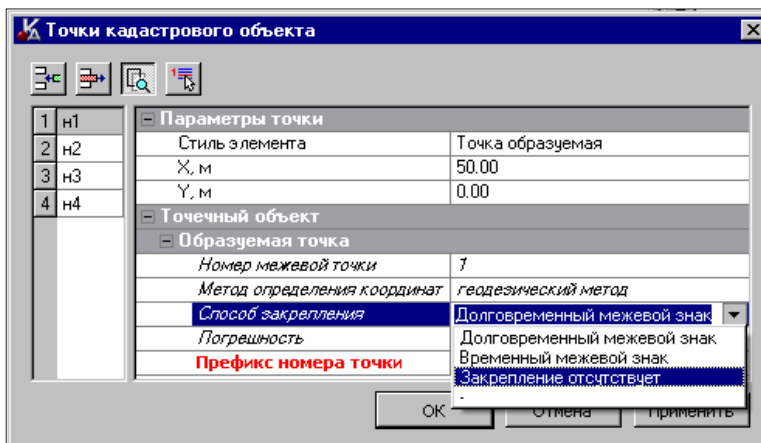 Точки кадастрового объекта
1 н1
2 н2
3 н3
4 н4
Параметры точки
Стиль элемента Точка образуемая
X, м 50.00
Y, м 0.00
Точечный объект
Образуемая точка
Номер межевой точки 1
Метод определения координат геодезический метод
Способ закрепления Долговременный межевой знак
Погрешность Долговременный межевой знак
Временный межевой знак
Префикс номера точки Закрепление отсутствует
-
ОК Отмена Применить